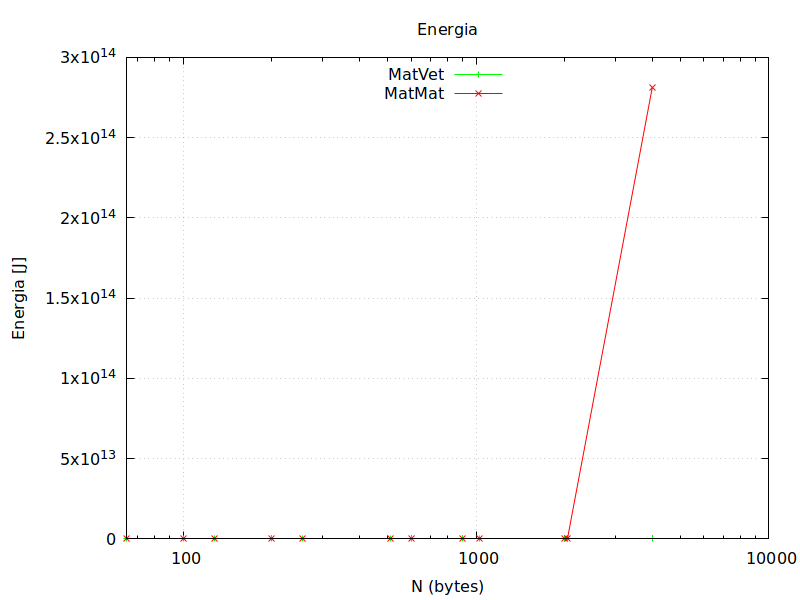 Energia
MatVet
MatMat
3x10^14
2.5x10^14
2x10^14
1.5x10^14
1x10^14
5x10^13
0
Energia [J]
100 1000 10000
N (bytes)